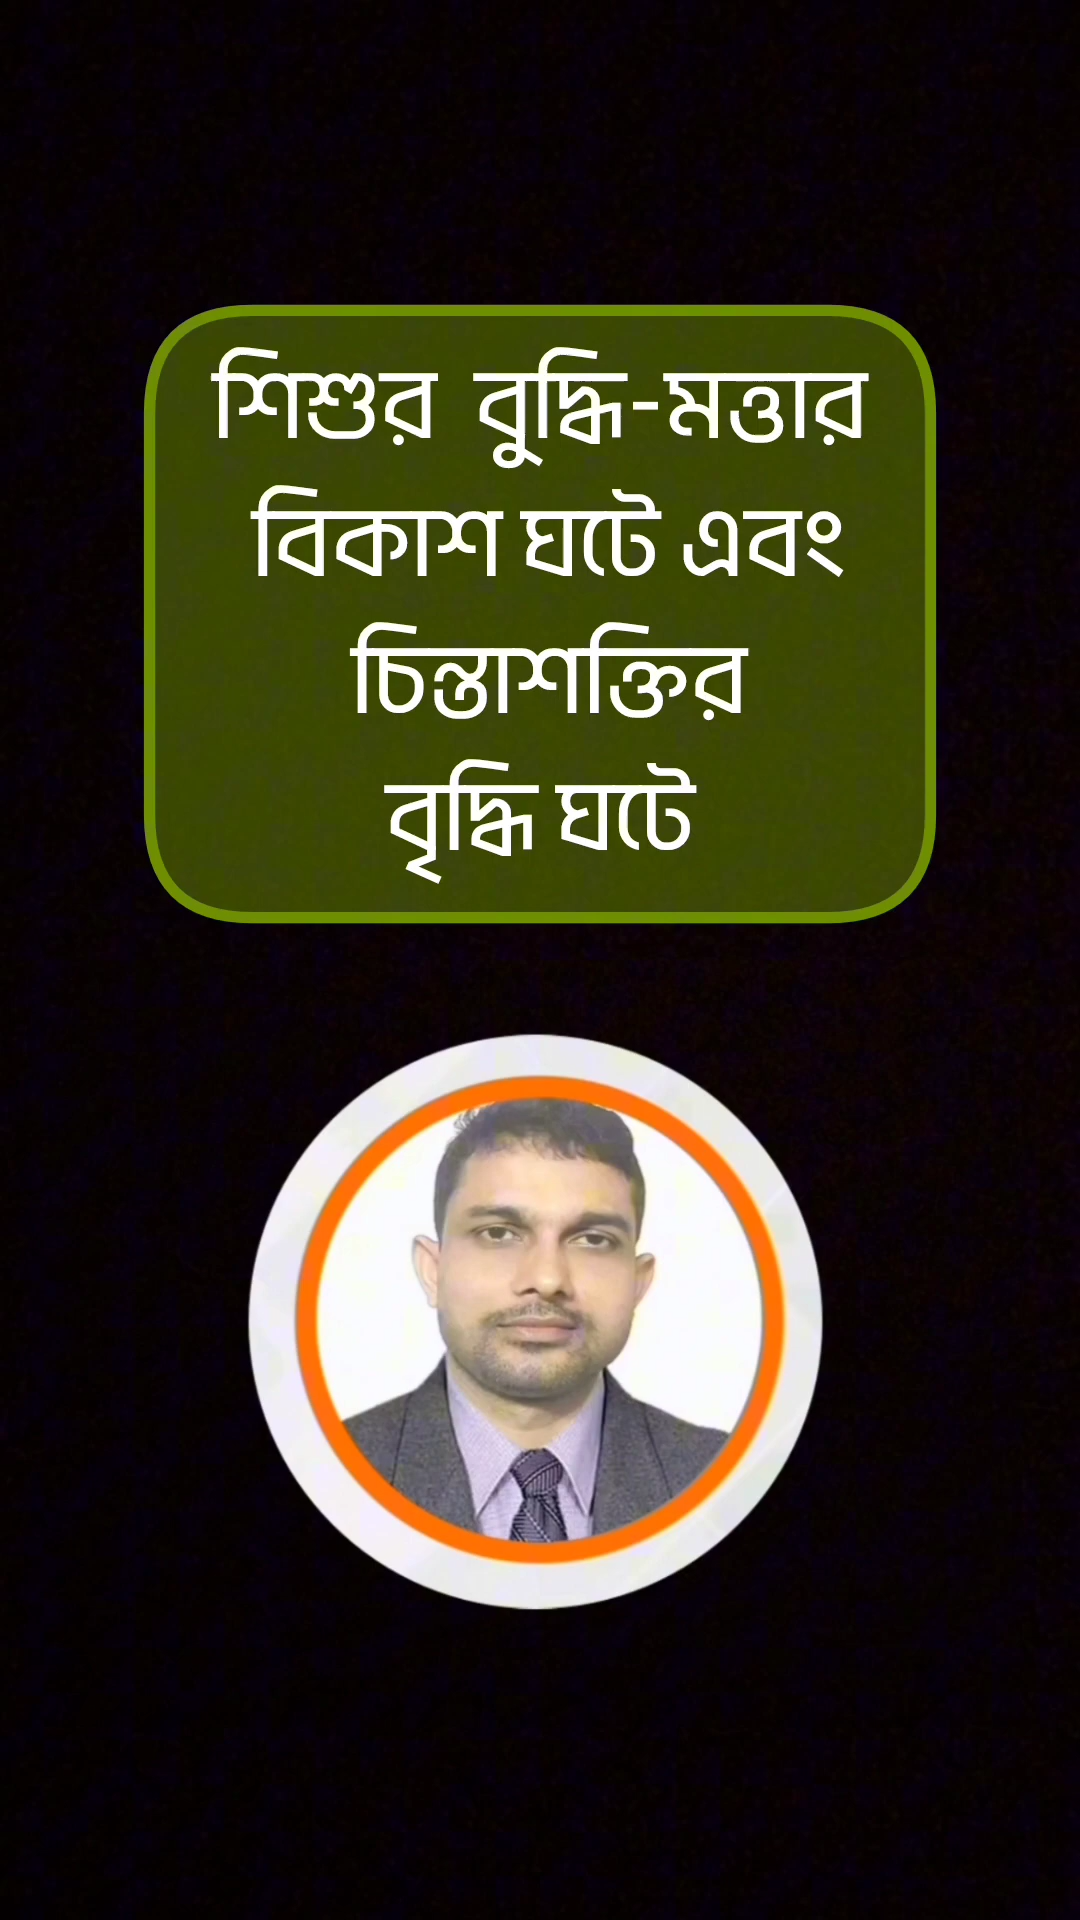 শিশুর বুদ্ধি-মত্তার
বিকাশ ঘটে এবং
চিন্তাশক্তির
বৃদ্ধি ঘটে